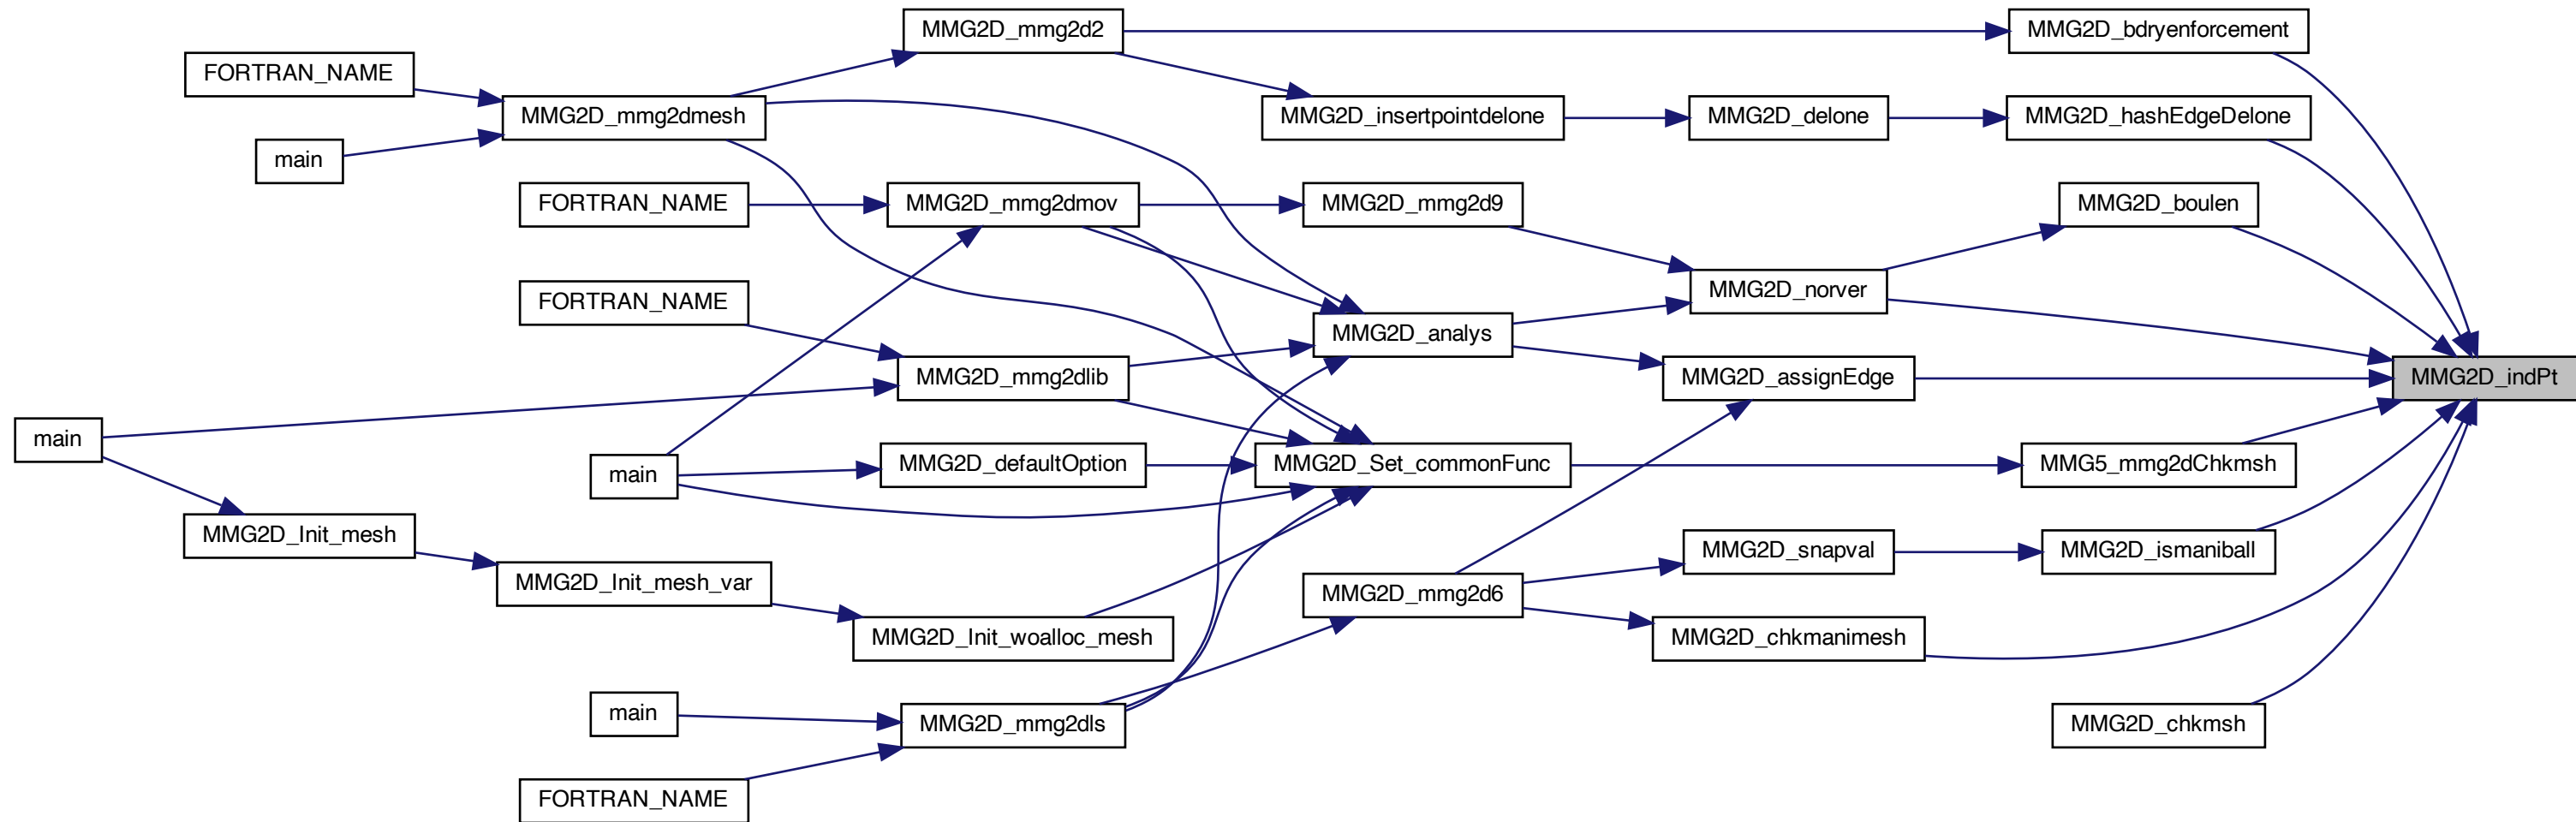 MMG2D_mmg2d2
MMG2D_bdryenforcement
FORTRAN_NAME
MMG2D_mmg2dmesh
MMG2D_insertpointdelone
MMG2D_delone
MMG2D_hashEdgeDelone
main
FORTRAN_NAME
MMG2D_mmg2dmov
MMG2D_mmg2d9
MMG2D_boulen
FORTRAN_NAME
MMG2D_norver
MMG2D_analys
MMG2D_mmg2dlib
MMG2D_assignEdge
MMG2D_indPt
main
main
MMG2D_defaultOption
MMG2D_Set_commonFunc
MMG5_mmg2dChkmsh
MMG2D_Init_mesh
MMG2D_snapval
MMG2D_ismaniball
MMG2D_Init_mesh_var
MMG2D_mmg2d6
MMG2D_Init_woalloc_mesh
MMG2D_chkmanimesh
main
MMG2D_mmg2dls
MMG2D_chkmsh
FORTRAN_NAME